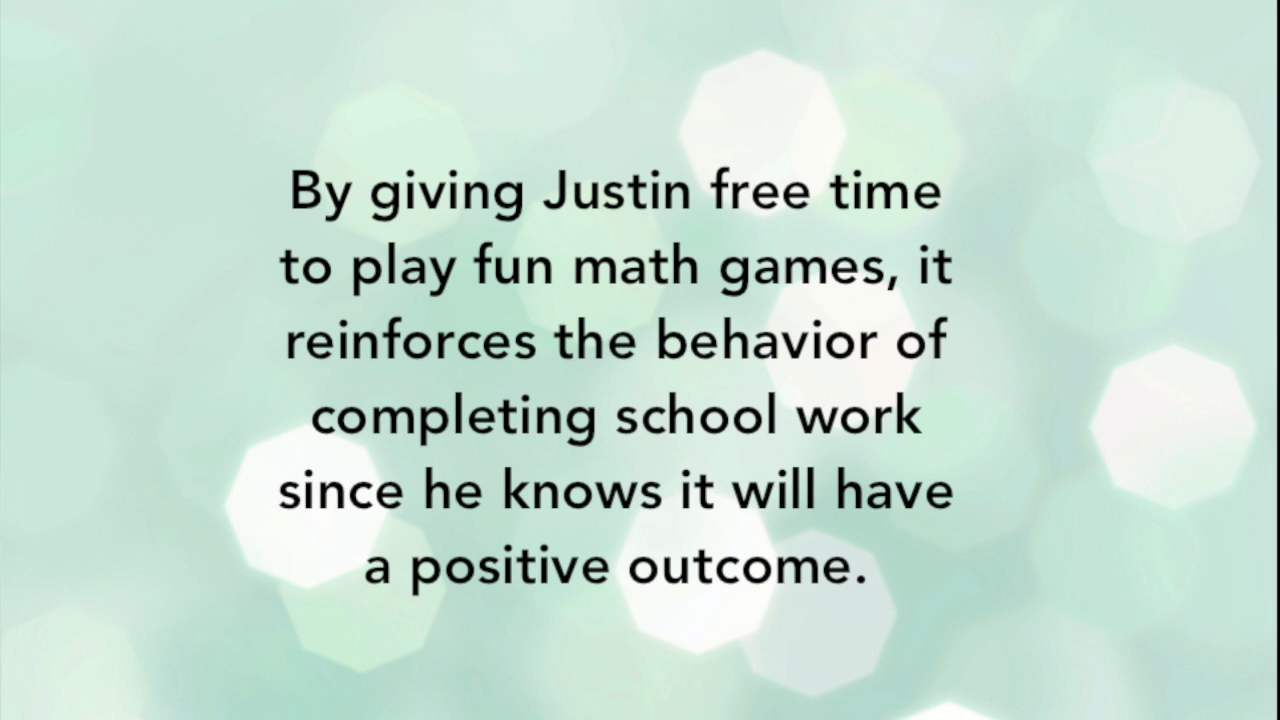 By giving Justin free time
to play fun math games, it
reinforces the behavior of
completing school work
since he knows it will have
a positive outcome.